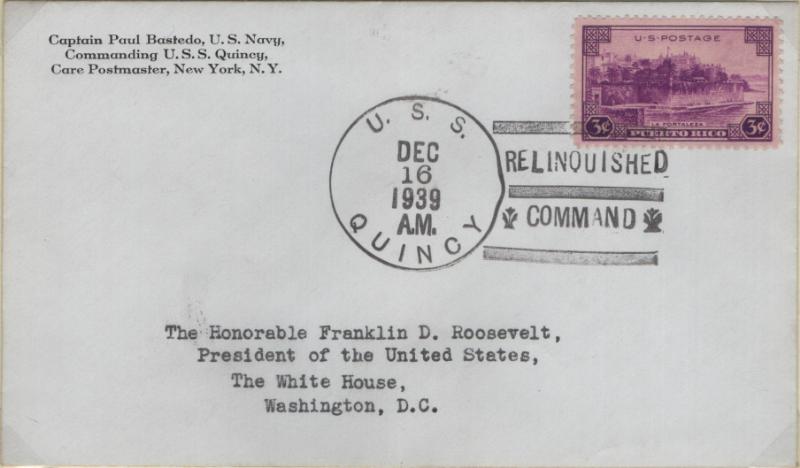 Captain Paul Bastedo, U.S. Navy,
Commanding U.S.S. Quincy,
Care Postmaster, New York, N.Y.
U·S·POSTAGE
LA FORTALEZA
3¢ PUERTO RICO 3¢
U. S. S.
DEC
16
1939
A.M.
QUINCY
RELINQUISHED
COMMAND
The Honorable Franklin D. Roosevelt,
President of the United States,
The White House,
Washington, D.C.